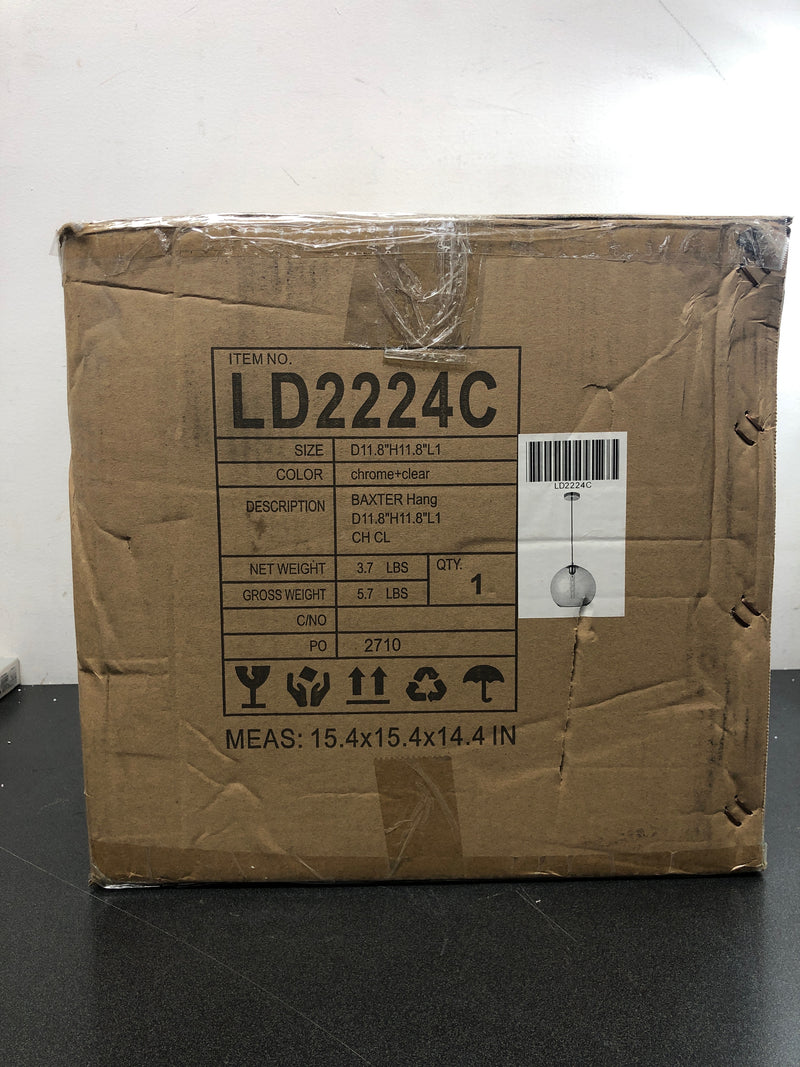 ITEM NO.
LD2224C
SIZE D11.8"H11.8"L1
COLOR chrome+clear
DESCRIPTION BAXTER Hang
D11.8"H11.8"L1
CH CL
NET WEIGHT 3.7 LBS
GROSS WEIGHT 5.7 LBS
QTY. 1
C/NO
PO 2710
MEAS: 15.4x15.4x14.4 IN
LD2224C